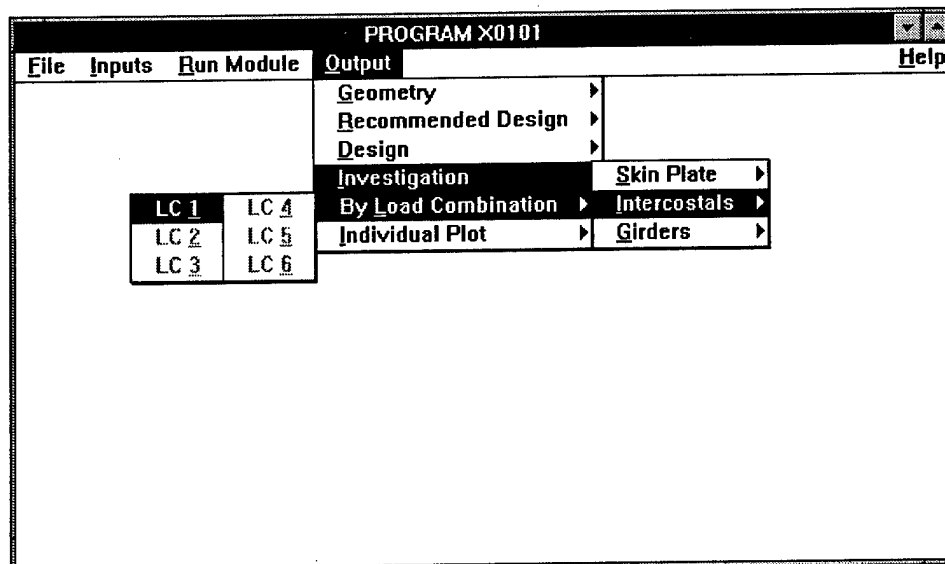 PROGRAM X0101
File Inputs Run Module Output Help
Geometry
Recommended Design
Design
Investigation
By Load Combination
Individual Plot
Skin Plate
Intercostals
Girders
LC 1 LC 4
LC 2 LC 5
LC 3 LC 6